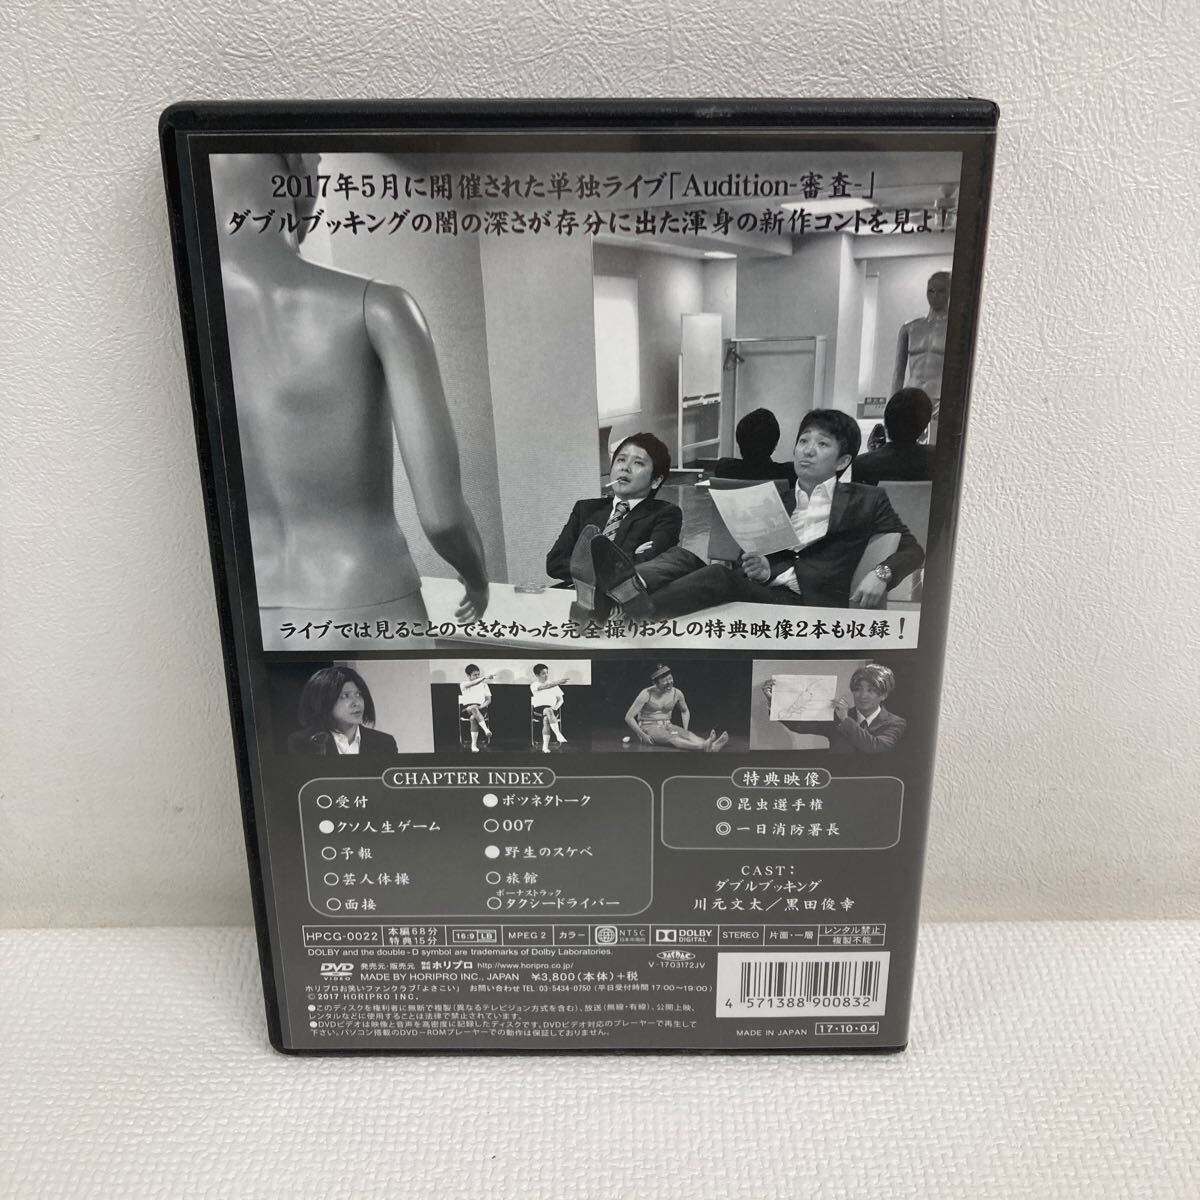 2017年5月に開催された単独ライブ「Audition-審査-」
ダブルブッキングの闇の深さが存分に出た渾身の新作コントを見よ!
ライブでは見ることのできなかった完全撮りおろしの特典映像2本も収録!
CHAPTER INDEX
○受付
●クソ人生ゲーム
○予報
○芸人体操
○面接
●ボツネタトーク
○007
●野生のスケベ
○旅館
ボーナストラック
○タクシードライバー
特典映像
◎昆虫選手権
◎一日消防署長
CAST:
ダブルブッキング
川元文太/黒田俊幸
HPCG-0022 本編68分 特典15分 16:9 LB MPEG 2 カラー NTSC 日本市場向 DOLBY DIGITAL STEREO 片面・一層 レンタル禁止 複製不能
DOLBY and the double-D symbol are trademarks of Dolby Laboratories.
V-1703172JV
DVD VIDEO 発売元・販売元 株式会社ホリプロ http://www.horipro.co.jp/
MADE BY HORIPRO INC., JAPAN ¥3,800(本体)+税
ホリプロお笑いファンクラブ「よさこい」 お問い合わせ TEL 03-5434-0750 (平日受付時間 17:00〜19:00)
©2017 HORIPRO INC.
●このディスクを権利者に無断で複製(異なるテレビジョン方式を含む)、放送(無線・有線)、公開上映、
レンタルなどに使用することは法律で禁止されています。
●DVDビデオは映像と音声を高密度に記録したディスクです。DVDビデオ対応のプレーヤーで再生して
下さい。パソコン搭載のDVD-ROMプレーヤーでの動作は保証しておりません。
4 571388 900832
MADE IN JAPAN 17・10・04